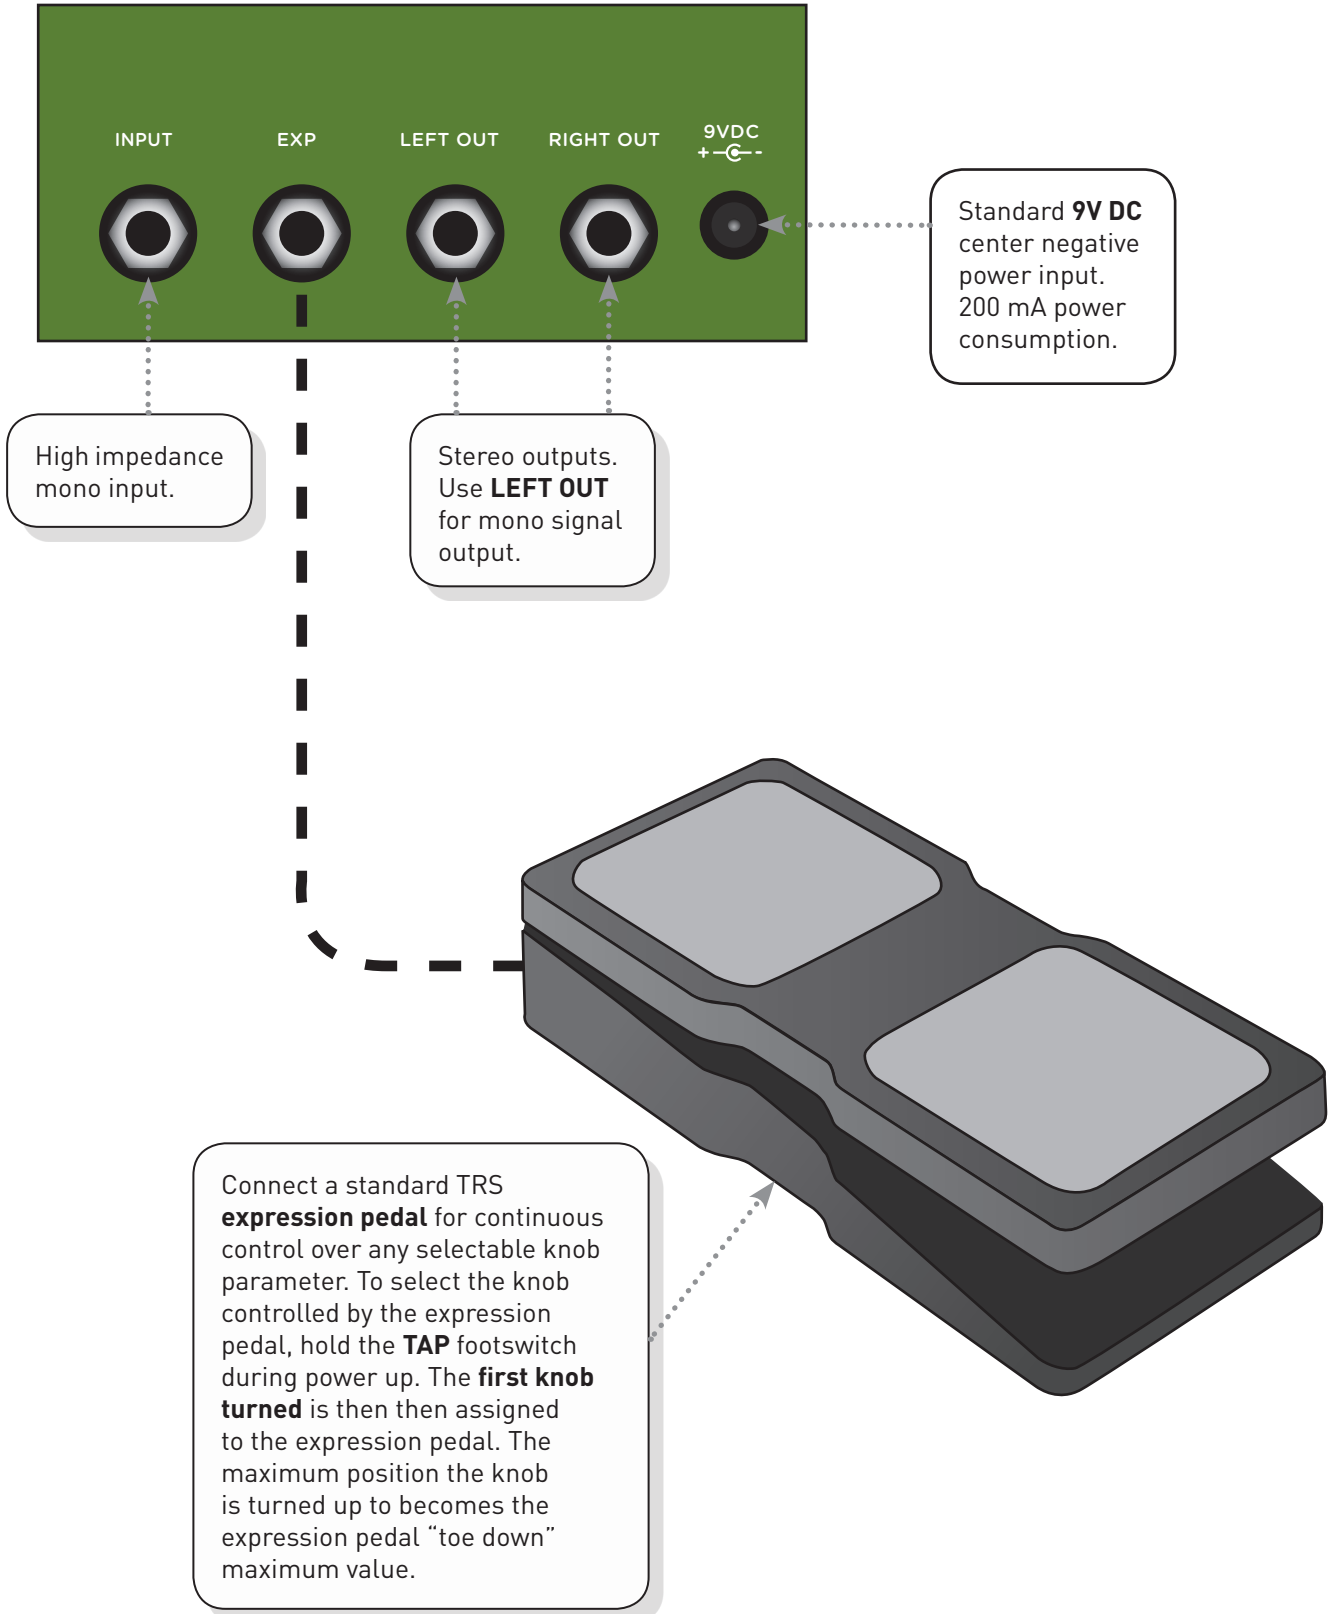 INPUT
EXP
LEFT OUT
RIGHT OUT
9VDC
+ -
Standard 9V DC
center negative
power input.
200 mA power
consumption.
High impedance
mono input.
Stereo outputs.
Use LEFT OUT
for mono signal
output.
Connect a standard TRS
expression pedal for continuous
control over any selectable knob
parameter. To select the knob
controlled by the expression
pedal, hold the TAP footswitch
during power up. The first knob
turned is then then assigned
to the expression pedal. The
maximum position the knob
is turned up to becomes the
expression pedal “toe down”
maximum value.